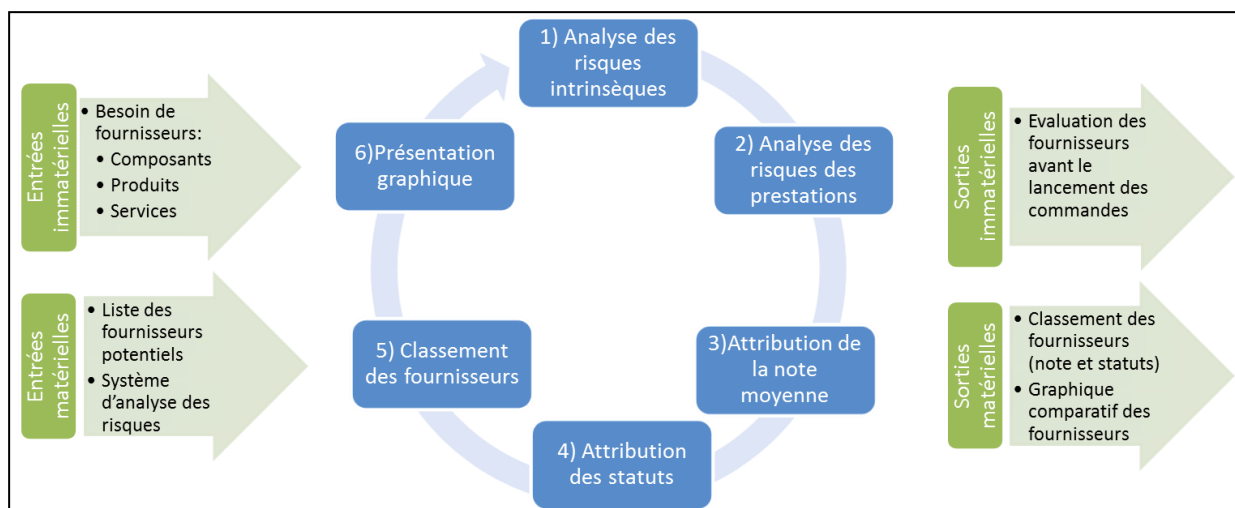 Entrées
immatérielles
• Besoin de
fournisseurs:
• Composants
• Produits
• Services
Entrées
matérielles
• Liste des
fournisseurs
potentiels
• Système
d'analyse des
risques
1) Analyse des
risques
intrinsèques
2) Analyse des
risques des
prestations
3)Attribution de
la note
moyenne
4) Attribution
des statuts
5) Classement
des fournisseurs
6)Présentation
graphique
Sorties
immatérielles
• Evaluation des
fournisseurs
avant le
lancement des
commandes
Sorties
matérielles
• Classement des
fournisseurs
(note et statuts)
• Graphique
comparatif des
fournisseurs